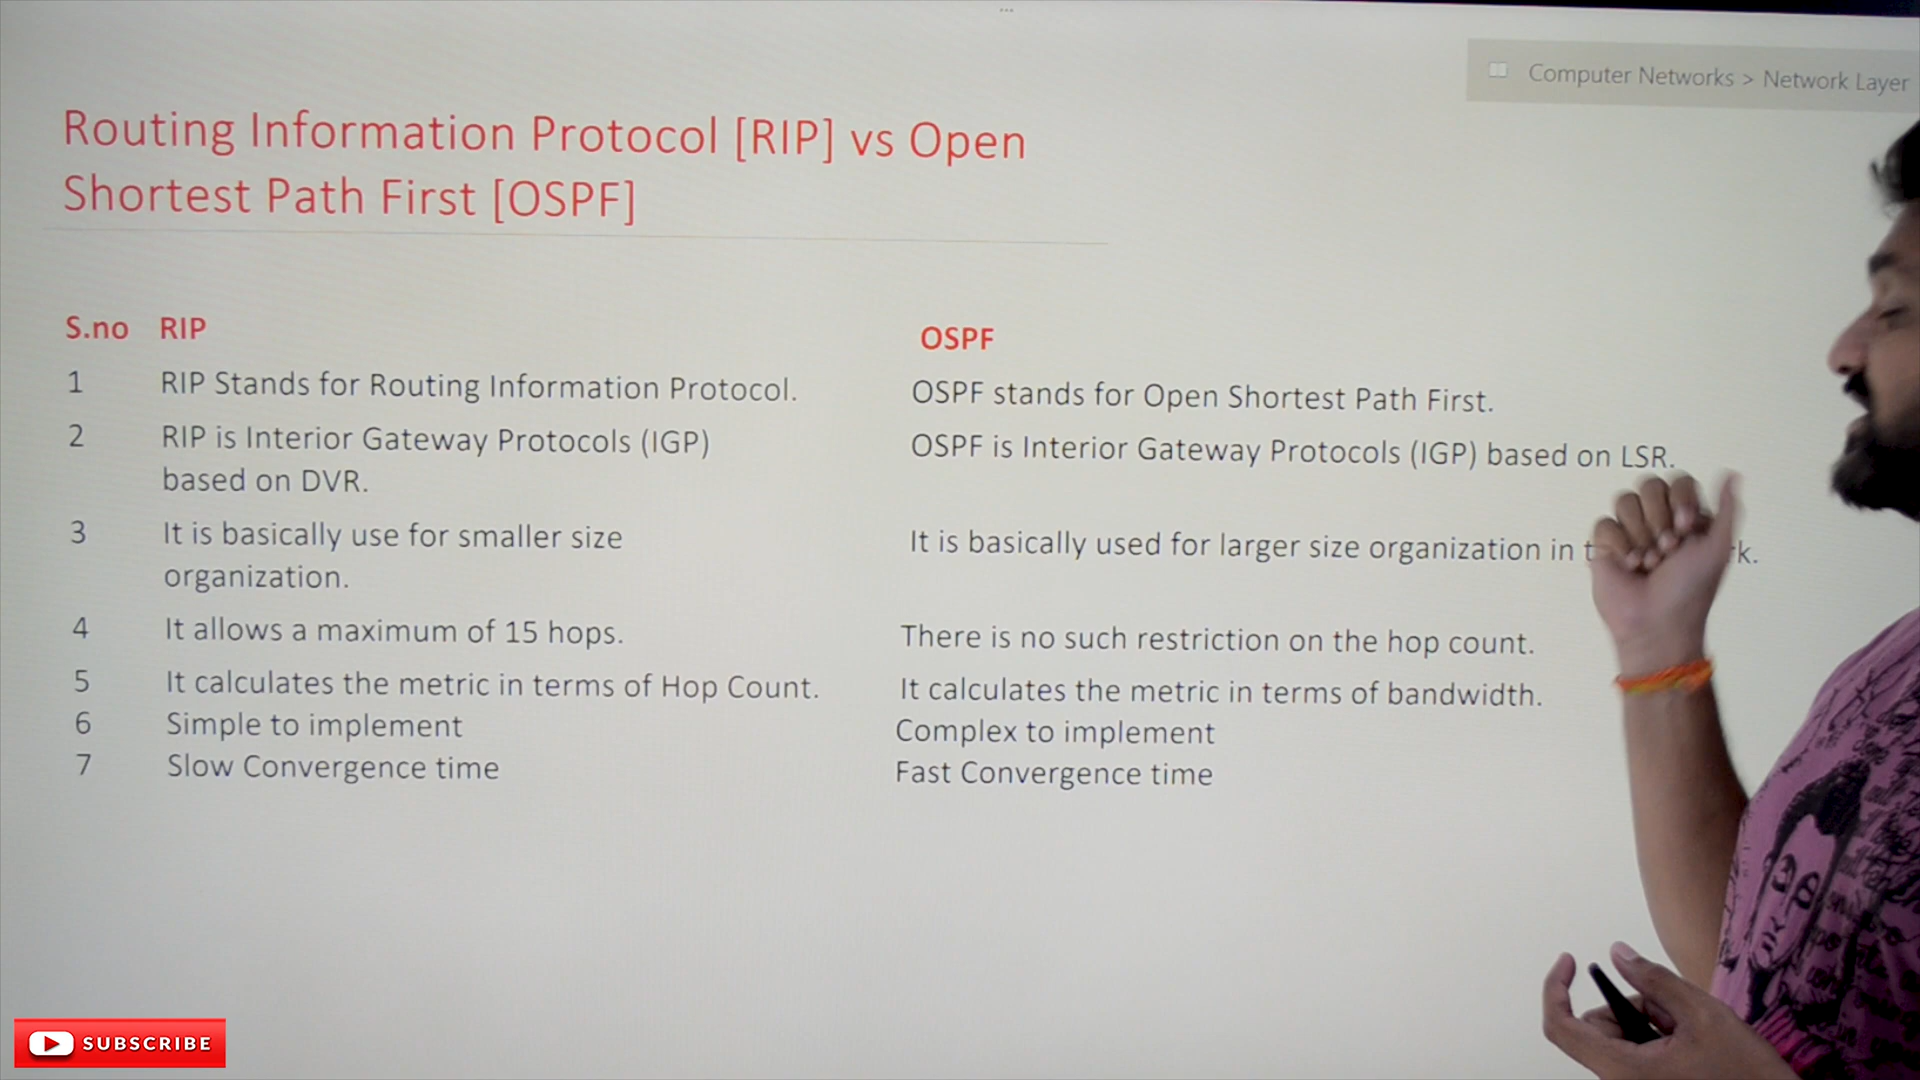 Computer Networks > Network Layer
Routing Information Protocol [RIP] vs Open
Shortest Path First [OSPF]
S.no RIP OSPF
1 RIP Stands for Routing Information Protocol. OSPF stands for Open Shortest Path First.
2 RIP is Interior Gateway Protocols (IGP) OSPF is Interior Gateway Protocols (IGP) based on LSR.
based on DVR.
3 It is basically use for smaller size It is basically used for larger size organization in
organization.
4 It allows a maximum of 15 hops. There is no such restriction on the hop count.
5 It calculates the metric in terms of Hop Count. It calculates the metric in terms of bandwidth.
6 Simple to implement Complex to implement
7 Slow Convergence time Fast Convergence time
SUBSCRIBE